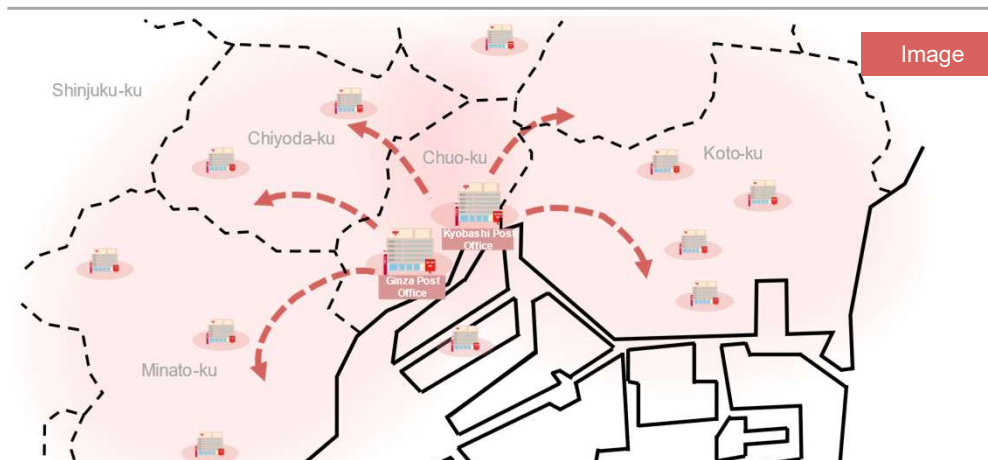 Image
Shinjuku-ku
Chiyoda-ku
Chuo-ku
Koto-ku
Kyobashi Post
Office
Ginza Post
Office
Minato-ku